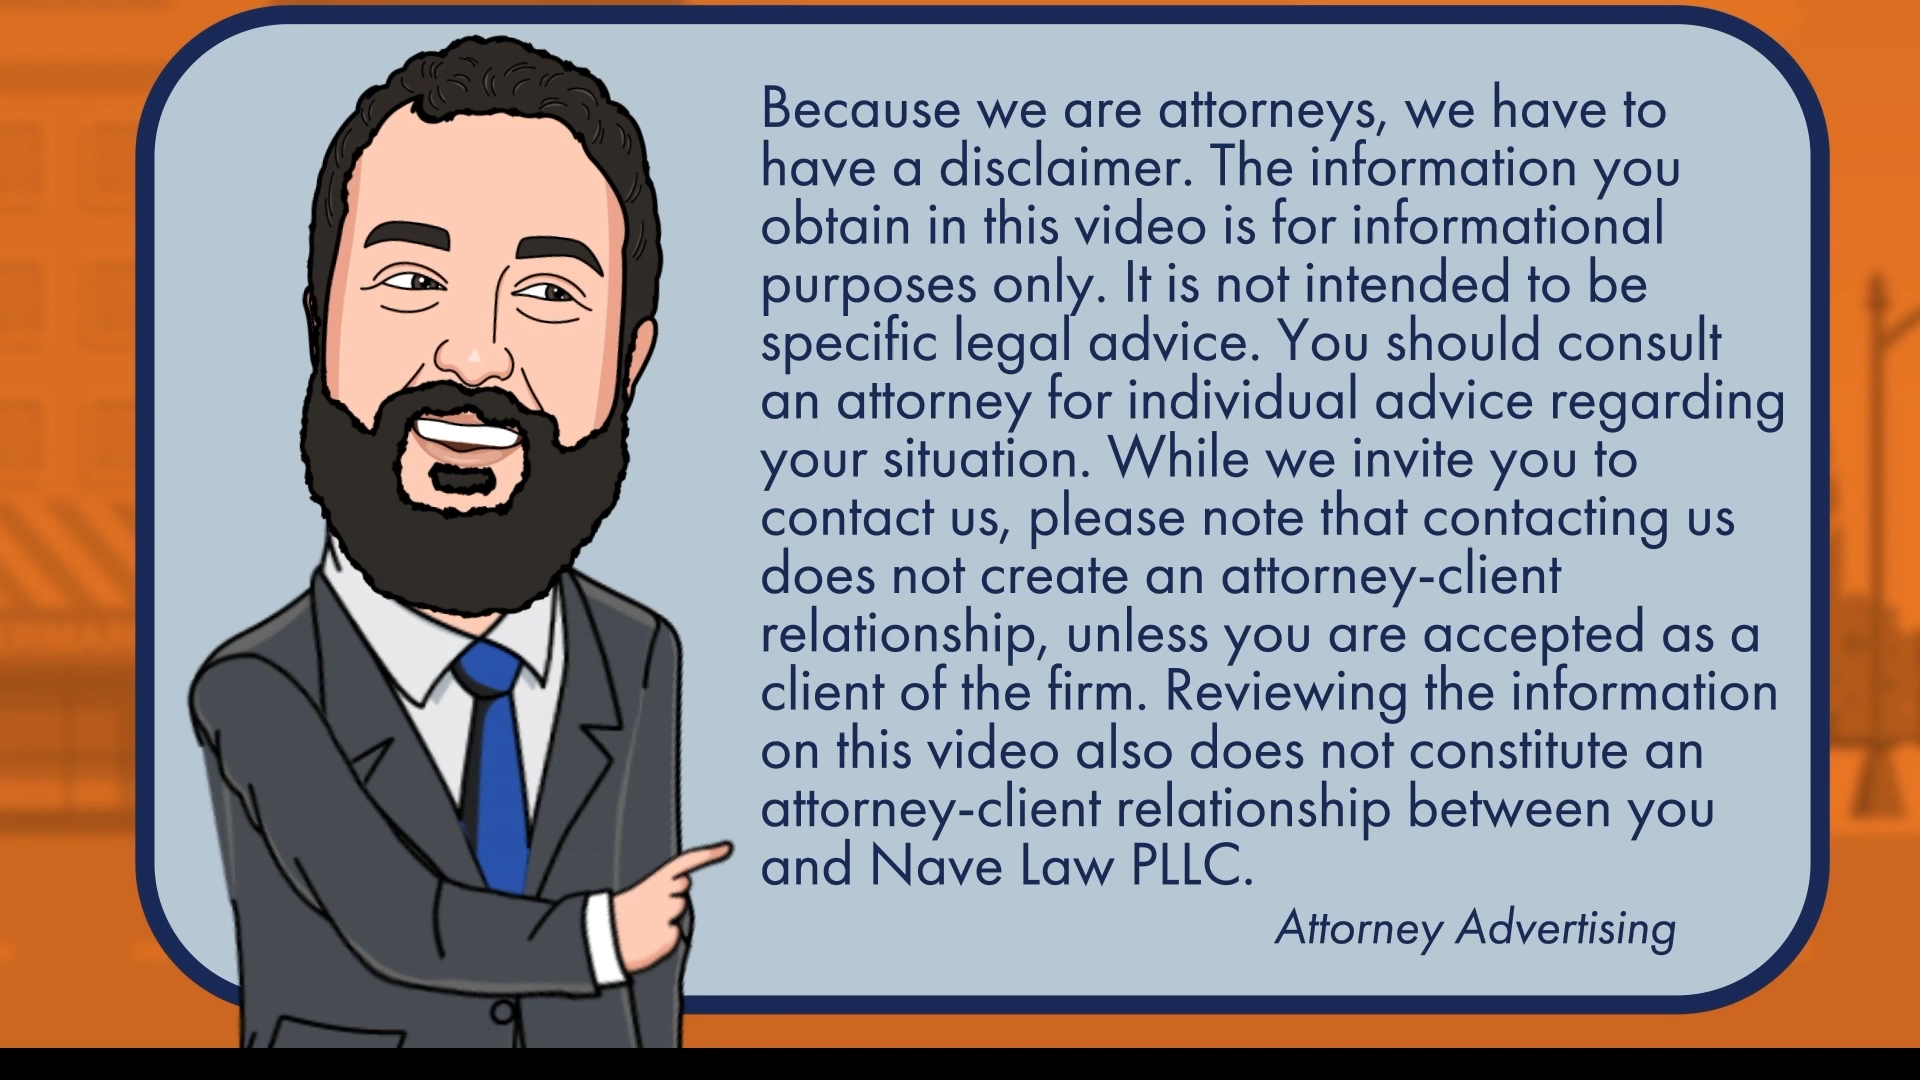 Because we are attorneys, we have to
have a disclaimer. The information you
obtain in this video is for informational
purposes only. It is not intended to be
specific legal advice. You should consult
an attorney for individual advice regarding
your situation. While we invite you to
contact us, please note that contacting us
does not create an attorney-client
relationship, unless you are accepted as a
client of the firm. Reviewing the information
on this video also does not constitute an
attorney-client relationship between you
and Nave Law PLLC.
Attorney Advertising